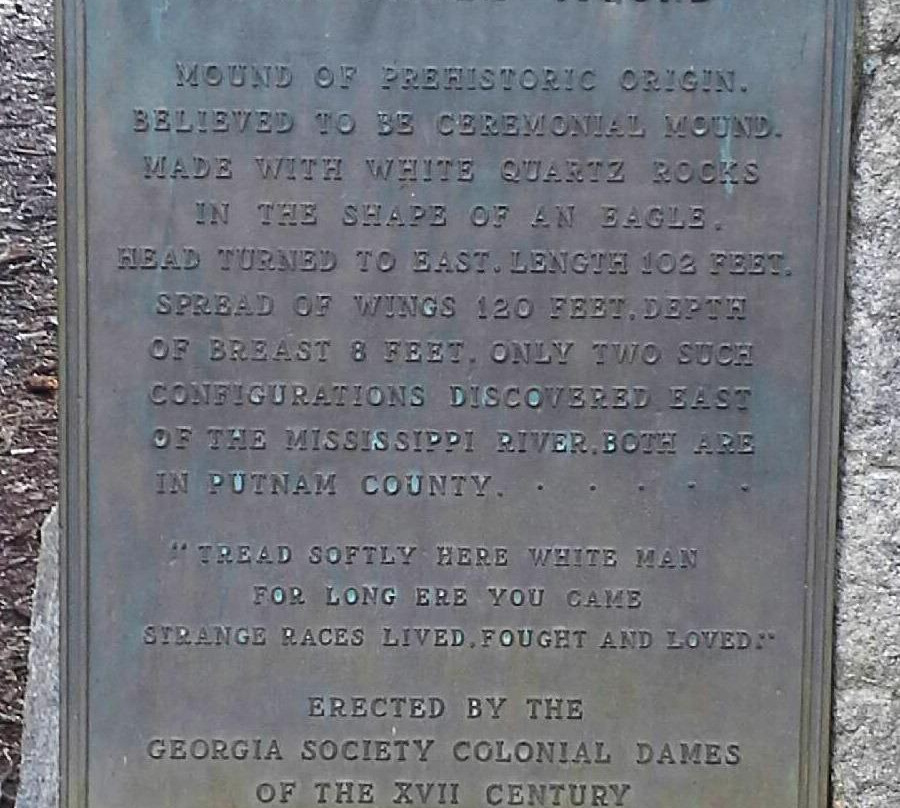 MOUND
MOUND OF PREHISTORIC ORIGIN.
BELIEVED TO BE CEREMONIAL MOUND.
MADE WITH WHITE QUARTZ ROCKS
IN THE SHAPE OF AN EAGLE.
HEAD TURNED TO EAST. LENGTH 102 FEET.
SPREAD OF WINGS 120 FEET. DEPTH
OF BREAST 8 FEET. ONLY TWO SUCH
CONFIGURATIONS DISCOVERED EAST
OF THE MISSISSIPPI RIVER. BOTH ARE
IN PUTNAM COUNTY. . . . . .
"TREAD SOFTLY HERE WHITE MAN
FOR LONG ERE YOU CAME
STRANGE RACES LIVED, FOUGHT AND LOVED."
ERECTED BY THE
GEORGIA SOCIETY COLONIAL DAMES
OF THE XVII CENTURY